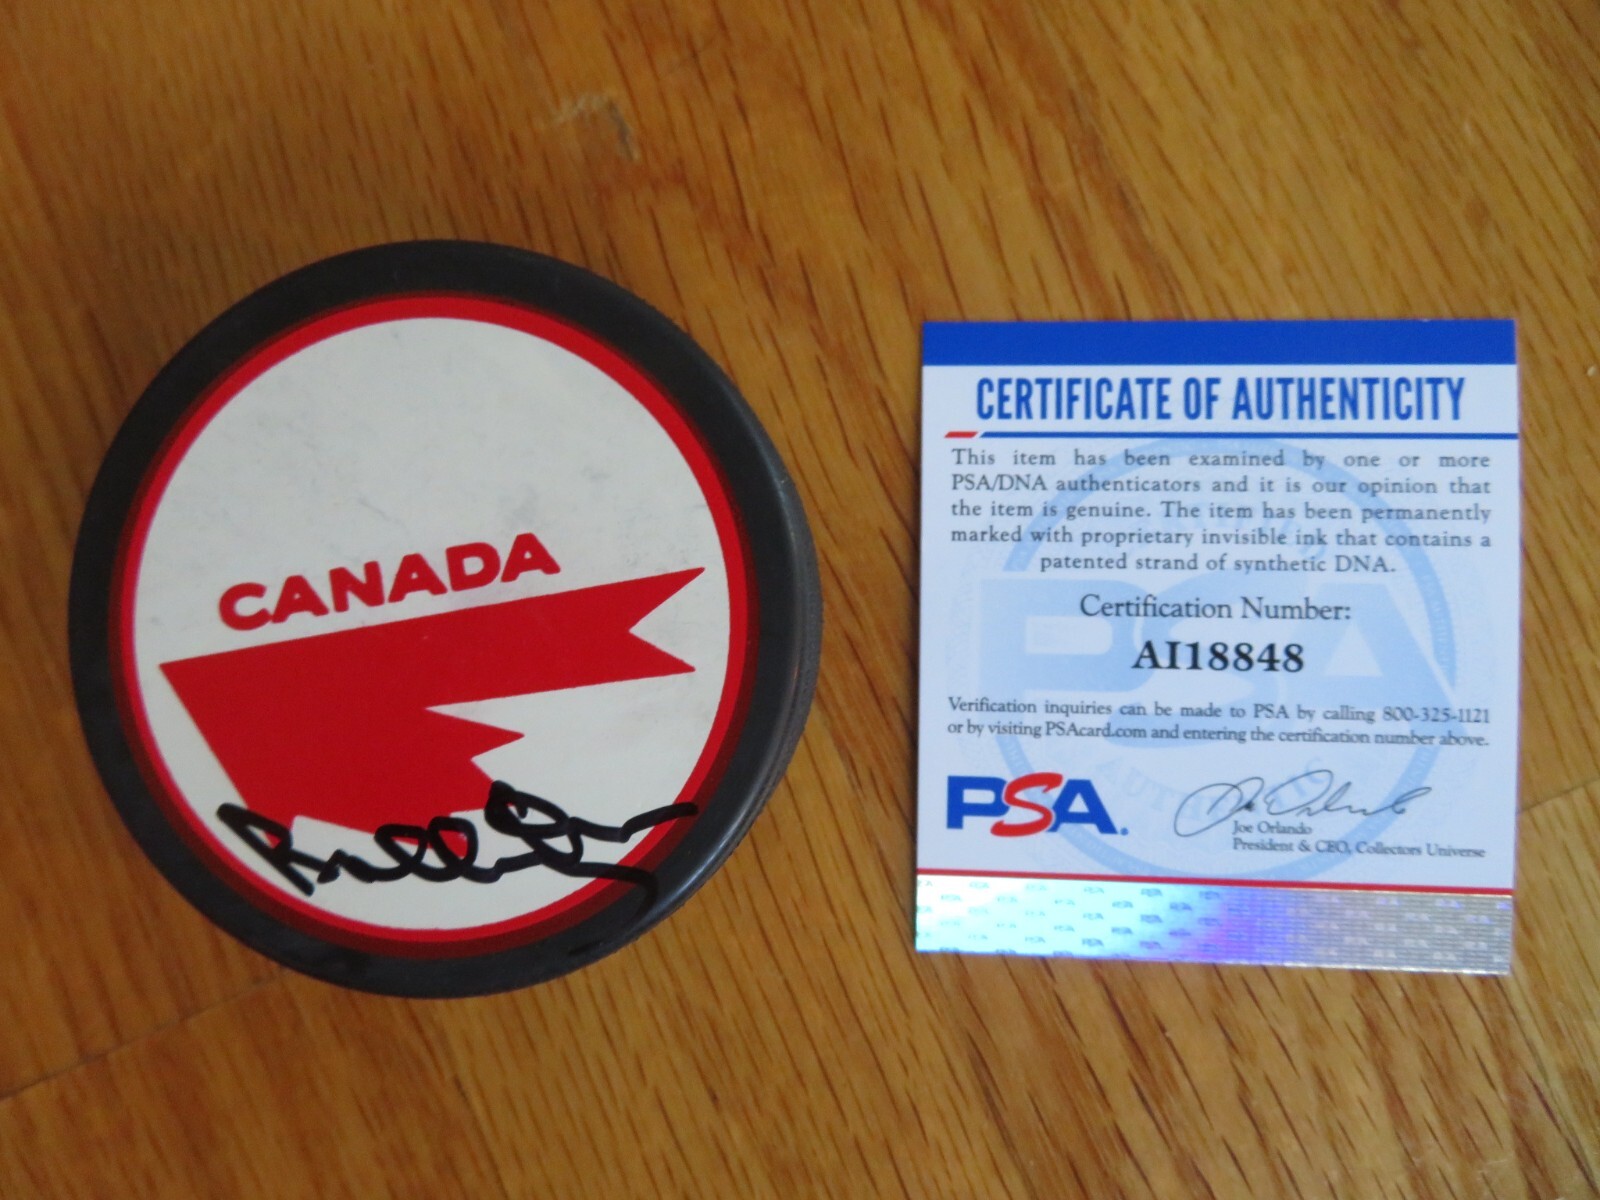 CANADA
CERTIFICATE OF AUTHENTICITY
This item has been examined by one or more
PSA/DNA authenticators and it is our opinion that
the item is genuine. The item has been permanently
marked with proprietary invisible ink that contains a
patented strand of synthetic DNA.
Certification Number:
AI18848
Verification inquiries can be made to PSA by calling 800-325-1121
or by visiting PSAcard.com and entering the certification number above.
PSA.
Joe Orlando
President & CEO, Collectors Universe